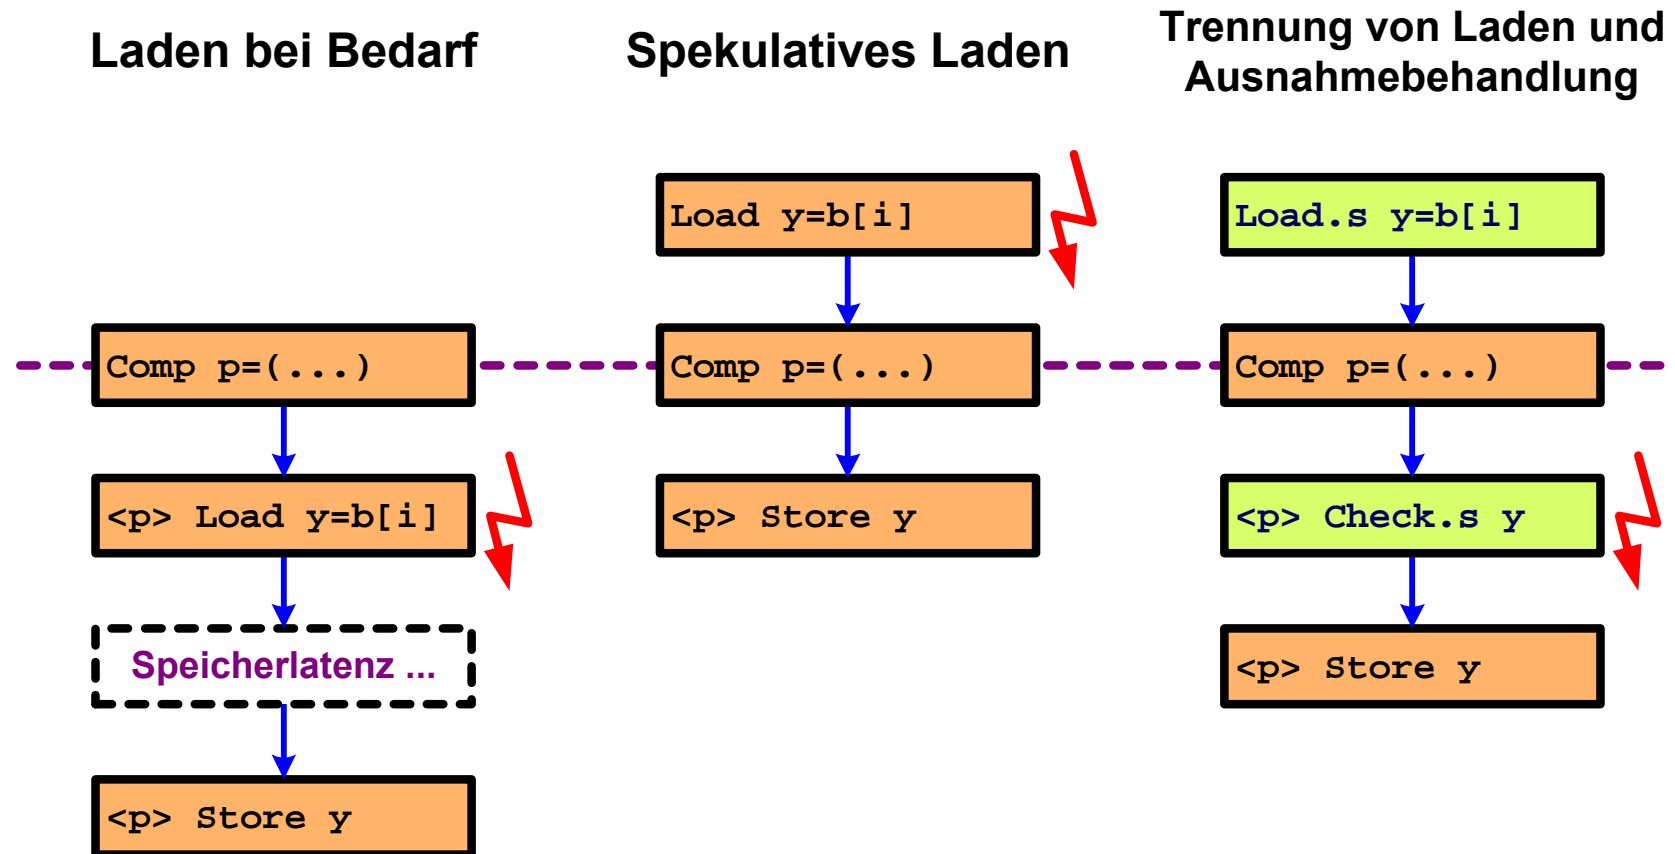 Laden bei Bedarf
Comp p=(...)
<p> Load y=b[i]
Speicherlatenz ...
<p> Store y
Spekulatives Laden
Load y=b[i]
Comp p=(...)
<p> Store y
Trennung von Laden und
Ausnahmebehandlung
Load.s y=b[i]
Comp p=(...)
<p> Check.s y
<p> Store y